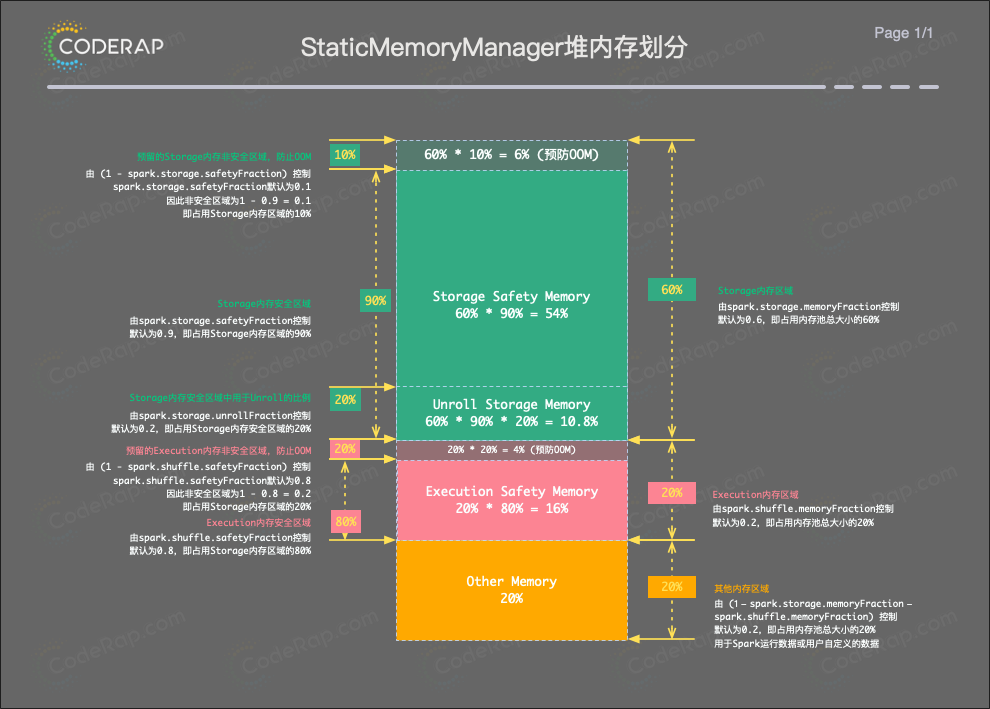 CODERAP
StaticMemoryManager堆内存划分
Page 1/1
预留的Storage内存非安全区域，防止OOM
由 (1 - spark.storage.safetyFraction) 控制
spark.storage.safetyFraction默认为0.1
因此非安全区域为1 - 0.9 = 0.1
即占用Storage内存区域的10%
10%
60% * 10% = 6% (预防OOM)
Storage内存安全区域
由spark.storage.safetyFraction控制
默认为0.9，即占用Storage内存区域的90%
90%
Storage Safety Memory
60% * 90% = 54%
60%
Storage内存区域
由spark.storage.memoryFraction控制
默认为0.6，即占用内存池总大小的60%
Storage内存安全区域中用于Unroll的比例
由spark.storage.unrollFraction控制
默认为0.2，即占用Storage内存安全区域的20%
20%
Unroll Storage Memory
60% * 90% * 20% = 10.8%
预留的Execution内存非安全区域，防止OOM
由 (1 - spark.shuffle.safetyFraction) 控制
spark.shuffle.safetyFraction默认为0.8
因此非安全区域为1 - 0.8 = 0.2
即占用Storage内存区域的20%
20%
20% * 20% = 4% (预防OOM)
Execution内存安全区域
由spark.shuffle.safetyFraction控制
默认为0.8，即占用Storage内存区域的80%
80%
Execution Safety Memory
20% * 80% = 16%
20%
Execution内存区域
由spark.shuffle.memoryFraction控制
默认为0.2，即占用内存池总大小的20%
Other Memory
20%
20%
其他内存区域
由 (1 – spark.storage.memoryFraction –
spark.shuffle.memoryFraction) 控制
默认为0.2，即占用内存池总大小的20%
用于Spark运行数据或用户自定义的数据